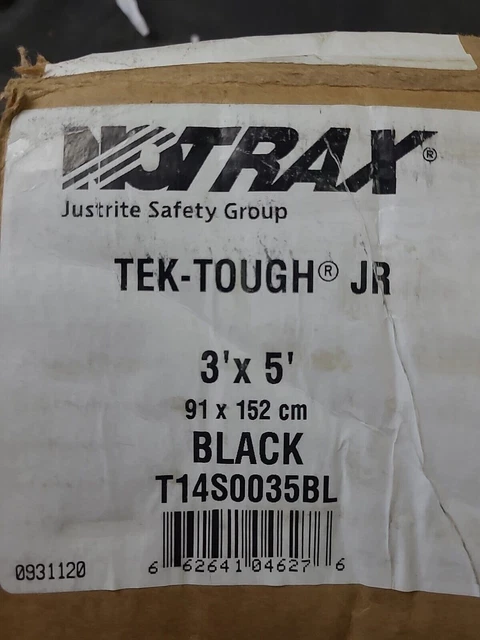 NOTRAX®
Justrite Safety Group
TEK-TOUGH® JR
3'x 5'
91 x 152 cm
BLACK
T14S0035BL
0931120
6 62641 04627 6